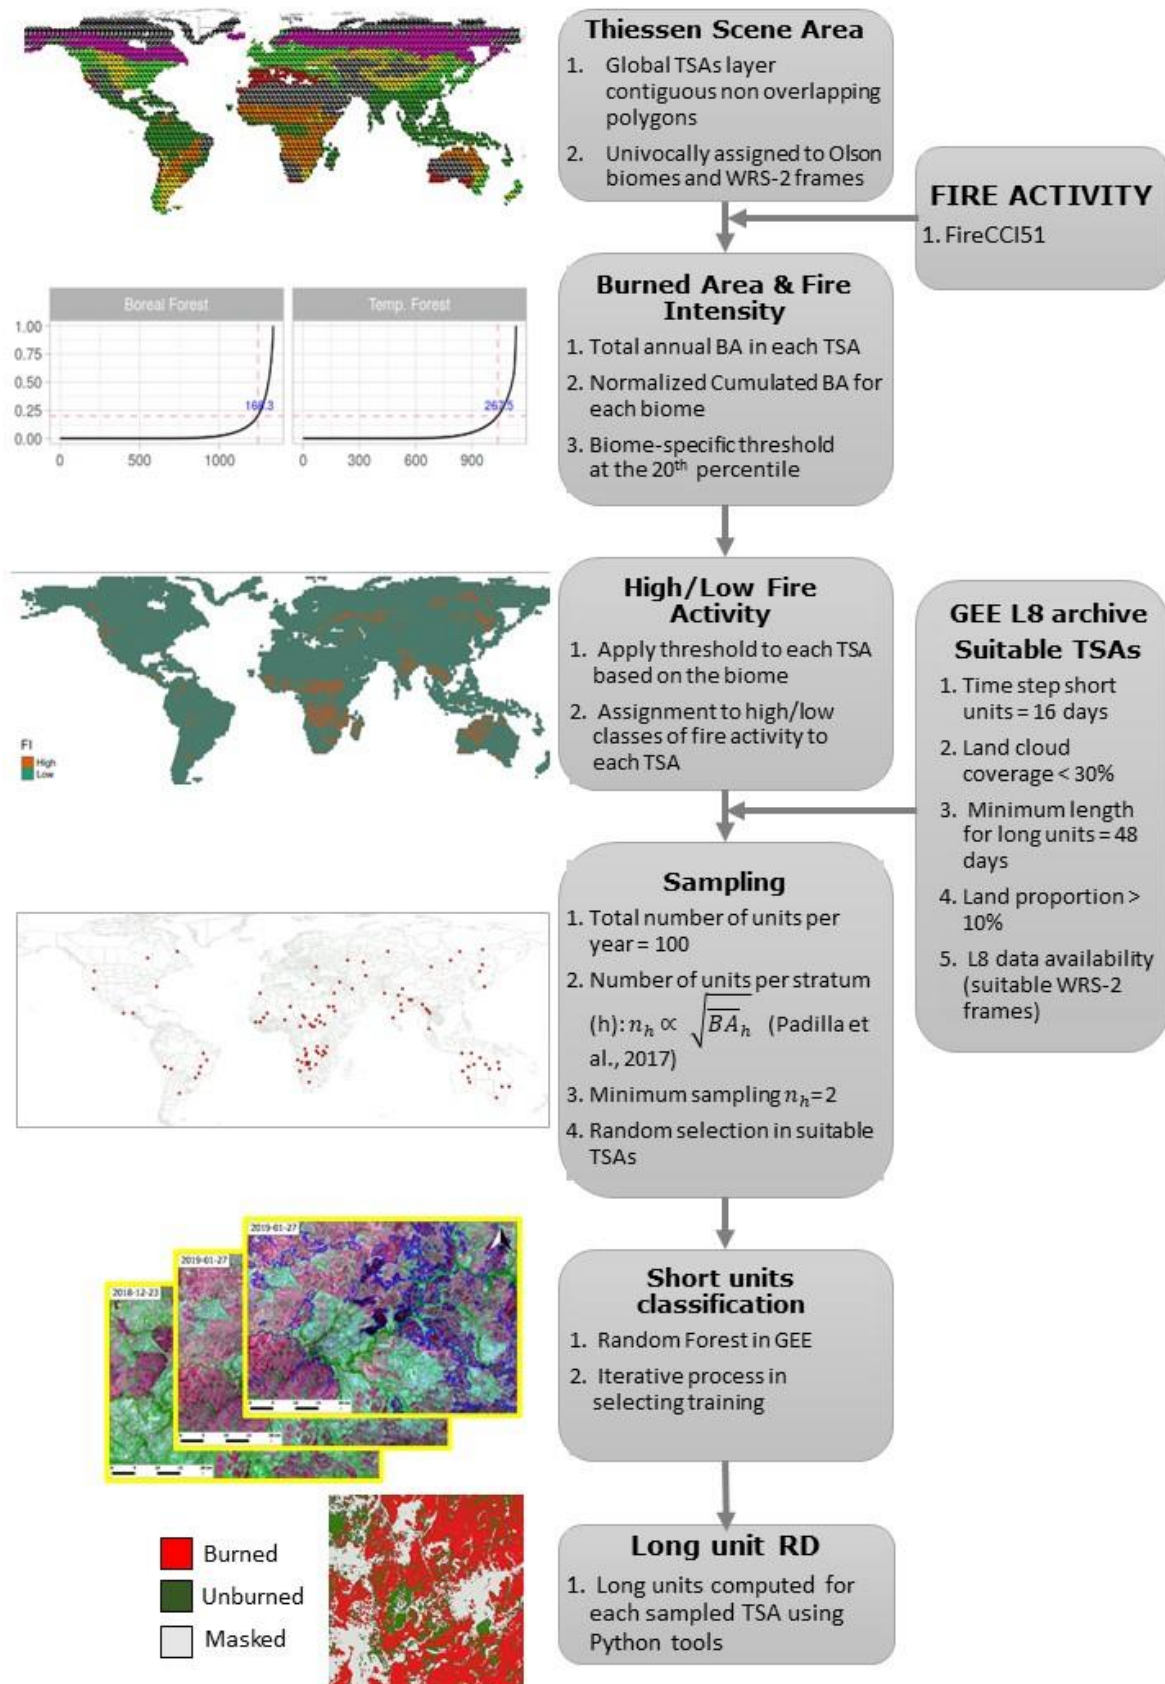 Thiessen Scene Area
1. Global TSAs layer
contiguous non overlapping
polygons
2. Univocally assigned to Olson
biomes and WRS-2 frames
FIRE ACTIVITY
1. FireCCI51
Boreal Forest
Temp. Forest
1.00
0.75
0.50
0.25
0.00
166.3
267.5
0
500
1000
0
300
600
900
Burned Area & Fire
Intensity
1. Total annual BA in each TSA
2. Normalized Cumulated BA for
each biome
3. Biome-specific threshold
at the 20th percentile
FI
High
Low
High/Low Fire
Activity
1. Apply threshold to each TSA
based on the biome
2. Assignment to high/low
classes of fire activity to
each TSA
GEE L8 archive
Suitable TSAs
1. Time step short
units = 16 days
2. Land cloud
coverage < 30%
3. Minimum length
for long units = 48
days
4. Land proportion >
10%
5. L8 data availability
(suitable WRS-2
frames)
Sampling
1. Total number of units per
year = 100
2. Number of units per stratum
(h): n_h ∝ √(B̅A̅_h) (Padilla et
al., 2017)
3. Minimum sampling n_h=2
4. Random selection in suitable
TSAs
2019-01-27
2019-01-27
2018-12-23
Short units
classification
1. Random Forest in GEE
2. Iterative process in
selecting training
Burned
Unburned
Masked
Long unit RD
1. Long units computed for
each sampled TSA using
Python tools